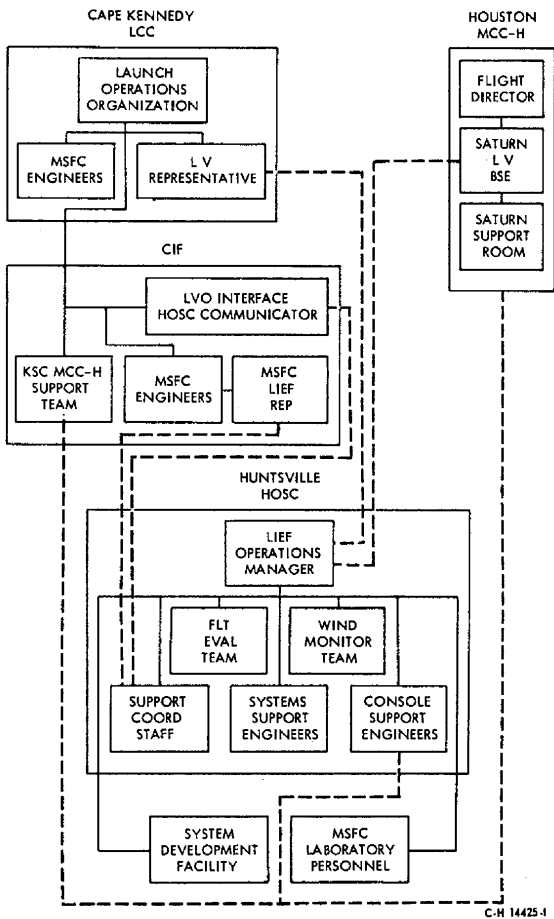 CAPE KENNEDY
LCC
LAUNCH
OPERATIONS
ORGANIZATION
MSFC
ENGINEERS
L V
REPRESENTATIVE
HOUSTON
MCC-H
FLIGHT
DIRECTOR
SATURN
L V
BSE
SATURN
SUPPORT
ROOM
CIF
LVO INTERFACE
HOSC COMMUNICATOR
KSC MCC-H
SUPPORT
TEAM
MSFC
ENGINEERS
MSFC
LIEF
REP
HUNTSVILLE
HOSC
LIEF
OPERATIONS
MANAGER
FLT
EVAL
TEAM
WIND
MONITOR
TEAM
SUPPORT
COORD
STAFF
SYSTEMS
SUPPORT
ENGINEERS
CONSOLE
SUPPORT
ENGINEERS
SYSTEM
DEVELOPMENT
FACILITY
MSFC
LABORATORY
PERSONNEL
C-H 14425-1